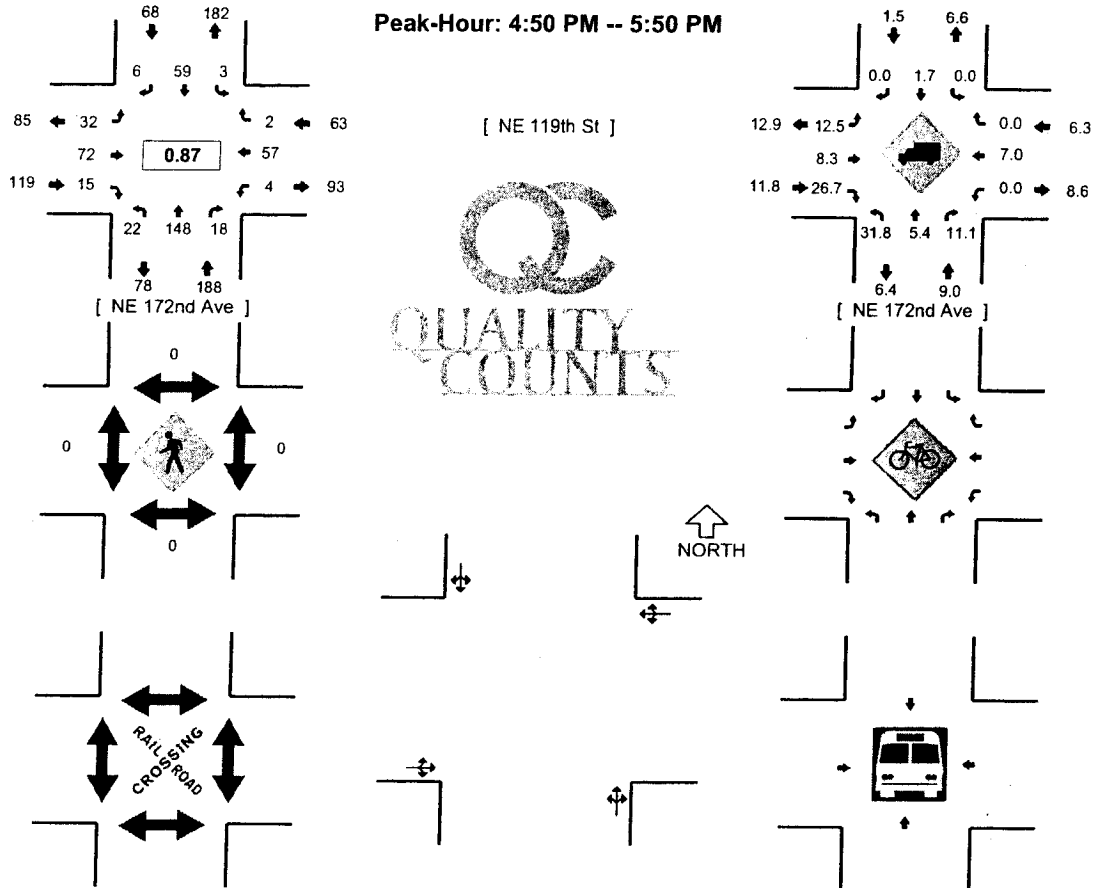 Peak-Hour: 4:50 PM -- 5:50 PM
68 182
6 59 3
85 32 2 63
72 0.87 57
119 15 4 93
22 148 18
78 188
[ NE 172nd Ave ]
[ NE 119th St ]
QC
QUALITY
COUNTS
1.5 6.6
0.0 1.7 0.0
12.9 12.5 0.0 6.3
8.3 7.0
11.8 26.7 0.0 8.6
31.8 5.4 11.1
6.4 9.0
[ NE 172nd Ave ]
0
0 0
0
NORTH
RAIL ROAD
CROSSING